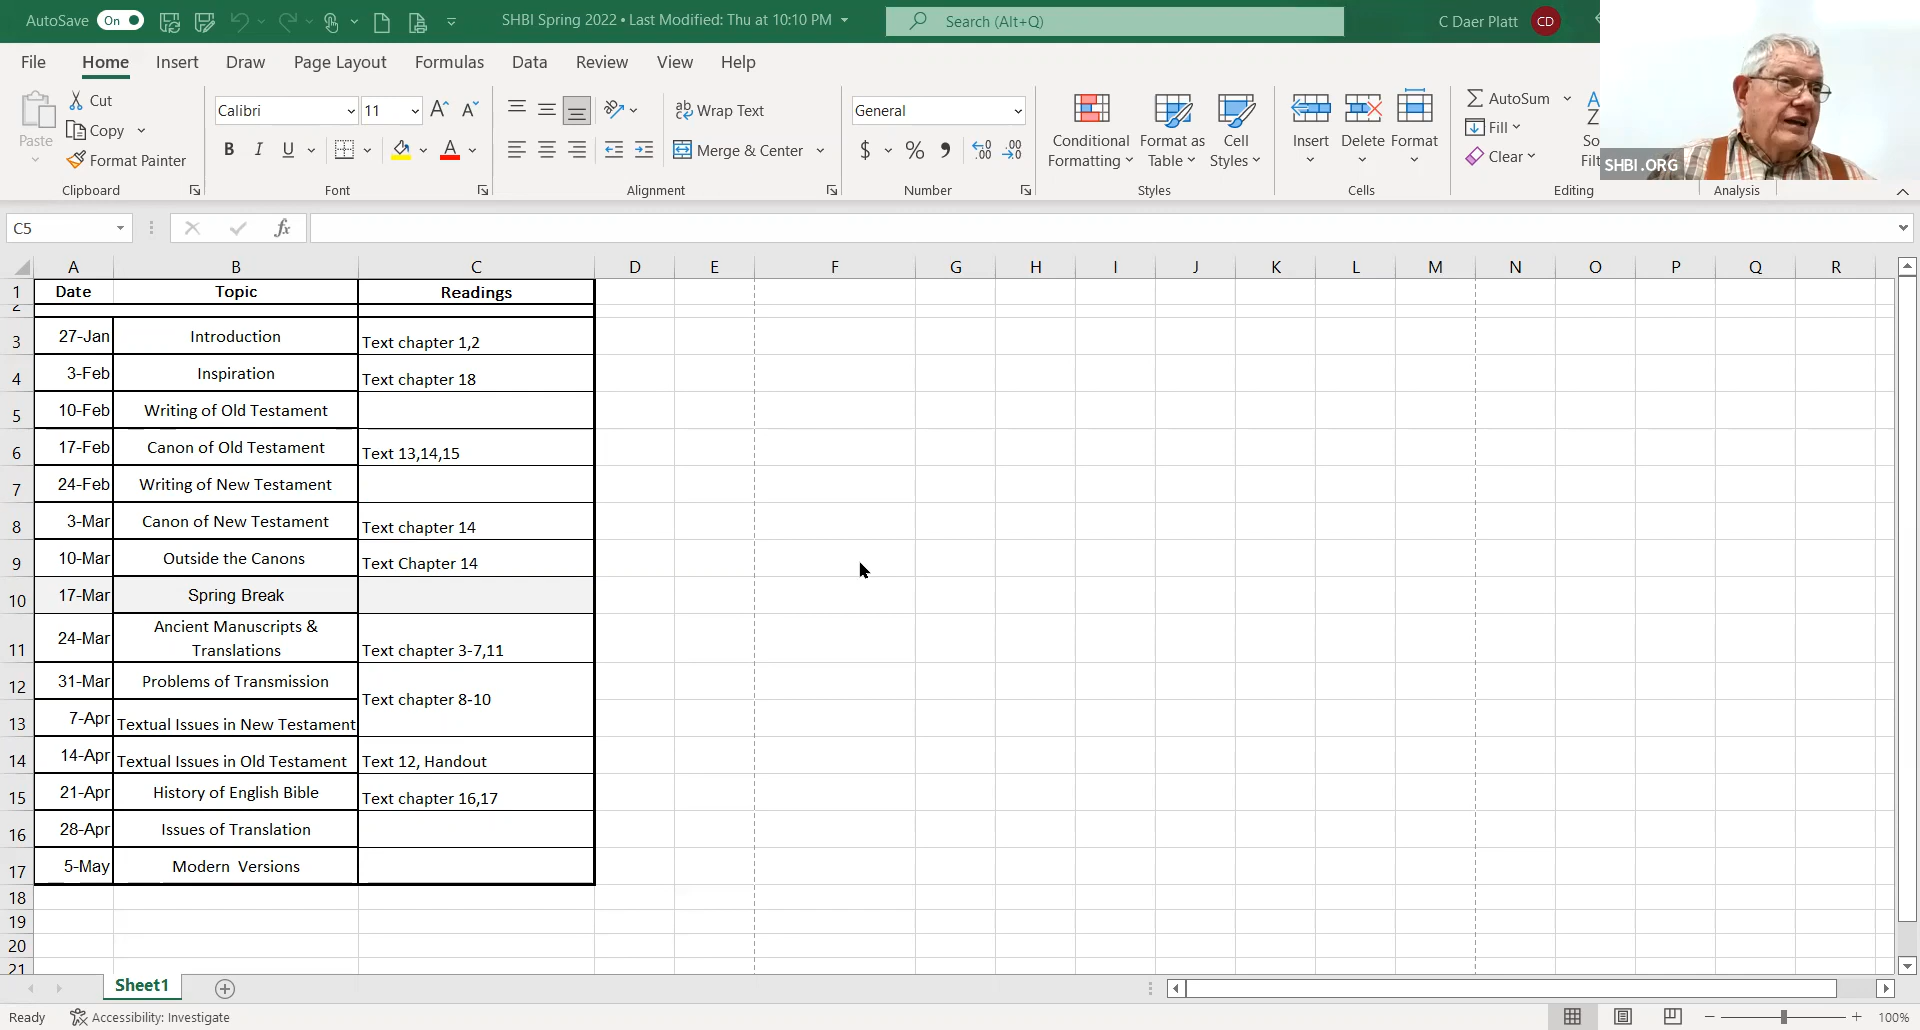 AutoSave On SHBI Spring 2022 • Last Modified: Thu at 10:10 PM Search (Alt+Q) C Daer Platt CD
File Home Insert Draw Page Layout Formulas Data Review View Help
Cut Calibri 11 Wrap Text General AutoSum
Copy Conditional Format as Cell Insert Delete Format Fill
Paste Format Painter B I U A Merge & Center $ % Formatting Table Styles Clear
SHBI.ORG
Clipboard Font Alignment Number Styles Cells Editing Analysis
C5 fx
A B C D E F G H I J K L M N O P Q R
1 Date Topic Readings
2
3 27-Jan Introduction Text chapter 1,2
4 3-Feb Inspiration Text chapter 18
5 10-Feb Writing of Old Testament
6 17-Feb Canon of Old Testament Text 13,14,15
7 24-Feb Writing of New Testament
8 3-Mar Canon of New Testament Text chapter 14
9 10-Mar Outside the Canons Text Chapter 14
10 17-Mar Spring Break
11 24-Mar Ancient Manuscripts &
Translations Text chapter 3-7,11
12 31-Mar Problems of Transmission Text chapter 8-10
13 7-Apr Textual Issues in New Testament
14 14-Apr Textual Issues in Old Testament Text 12, Handout
15 21-Apr History of English Bible Text chapter 16,17
16 28-Apr Issues of Translation
17 5-May Modern Versions
18
19
20
21
Sheet1
Ready Accessibility: Investigate 100%